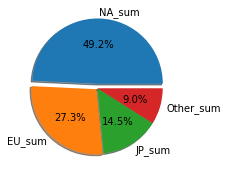 NA_sum
49.2%
9.0%
Other_sum
27.3%
14.5%
EU_sum
JP_sum